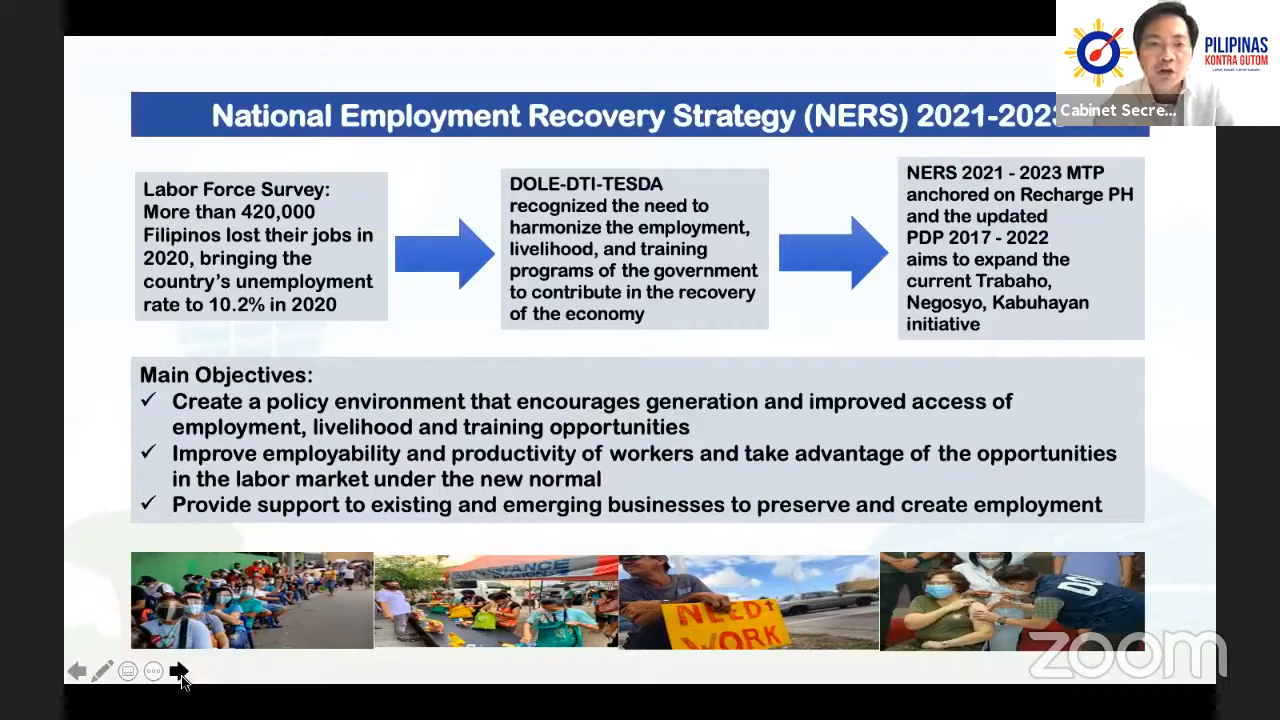 PILIPINAS
KONTRA GUTOM
Cabinet Secre...
National Employment Recovery Strategy (NERS) 2021-2023
Labor Force Survey:
More than 420,000
Filipinos lost their jobs in
2020, bringing the
country's unemployment
rate to 10.2% in 2020
DOLE-DTI-TESDA
recognized the need to
harmonize the employment,
livelihood, and training
programs of the government
to contribute in the recovery
of the economy
NERS 2021 - 2023 MTP
anchored on Recharge PH
and the updated
PDP 2017 - 2022
aims to expand the
current Trabaho,
Negosyo, Kabuhayan
initiative
Main Objectives:
Create a policy environment that encourages generation and improved access of
employment, livelihood and training opportunities
Improve employability and productivity of workers and take advantage of the opportunities
in the labor market under the new normal
Provide support to existing and emerging businesses to preserve and create employment
NEED
WORK
zoom